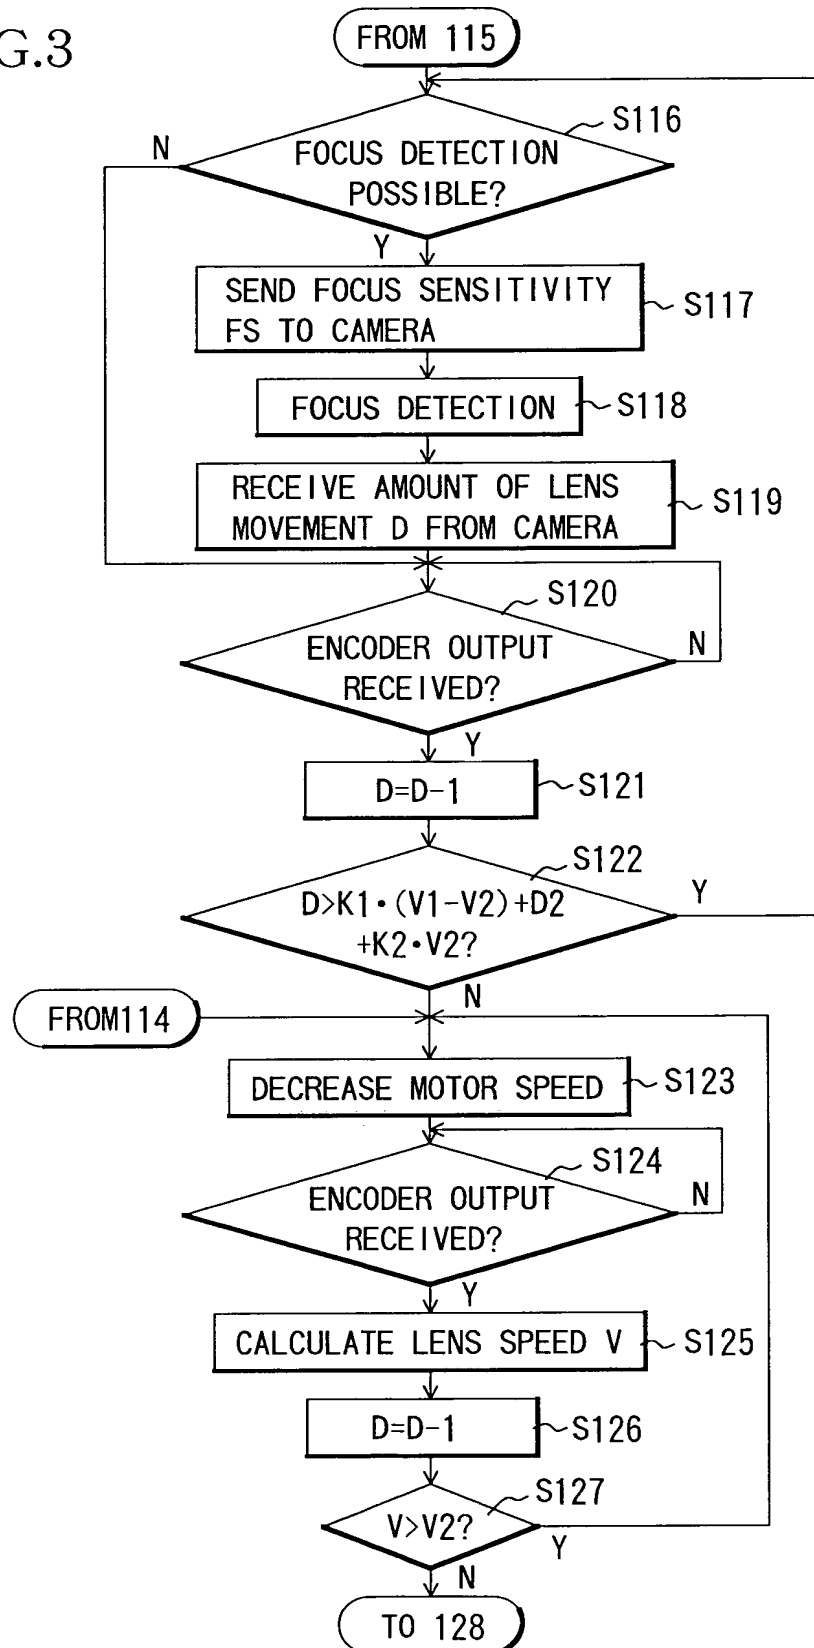 G.3
FROM 115
S116
N
FOCUS DETECTION
POSSIBLE?
Y
SEND FOCUS SENSITIVITY
FS TO CAMERA
S117
FOCUS DETECTION
S118
RECEIVE AMOUNT OF LENS
MOVEMENT D FROM CAMERA
S119
S120
ENCODER OUTPUT
RECEIVED?
N
Y
D=D-1
S121
S122
D>K1•(V1-V2)+D2
+K2•V2?
Y
N
FROM114
DECREASE MOTOR SPEED
S123
S124
ENCODER OUTPUT
RECEIVED?
N
Y
CALCULATE LENS SPEED V
S125
D=D-1
S126
S127
V>V2?
Y
N
TO 128